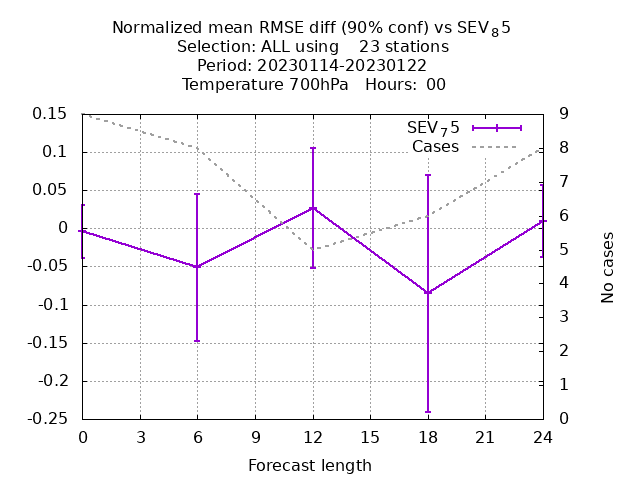 Normalized mean RMSE diff (90% conf) vs SEV₈5
Selection: ALL using    23 stations
Period: 20230114-20230122
Temperature 700hPa   Hours: 00
0.15
0.1
0.05
0
-0.05
-0.1
-0.15
-0.2
-0.25
SEV₇5
Cases
9
8
7
6
5
4
3
2
1
0
No cases
0 3 6 9 12 15 18 21 24
Forecast length